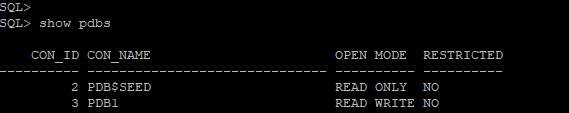 SQL>
SQL> show pdbs
    CON_ID CON_NAME                       OPEN MODE  RESTRICTED
---------- ------------------------------ ---------- ----------
         2 PDB$SEED                       READ ONLY  NO
         3 PDB1                           READ WRITE NO